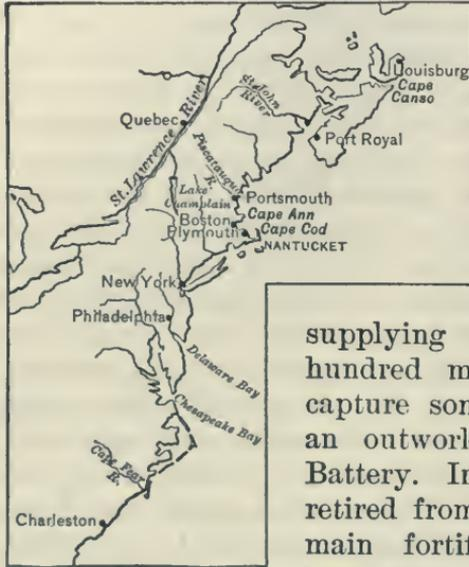 Louisburg
Cape
Canso
St. John
River
Quebec
St. Lawrence River
Port Royal
Piscataqua
R.
Lake
Champlain
Portsmouth
Cape Ann
Boston
Cape Cod
Plymouth
NANTUCKET
New York
Philadelphia
Delaware Bay
Chesapeake Bay
Cape Fear
R.
Charleston
supplying
hundred m
capture som
an outworl
Battery. In
retired from
main fortif